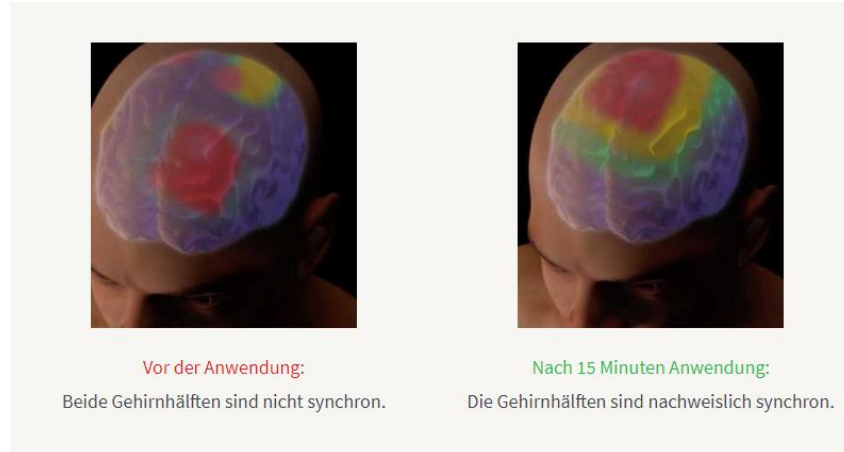 Vor der Anwendung:
Beide Gehirnhälften sind nicht synchron.
Nach 15 Minuten Anwendung:
Die Gehirnhälften sind nachweislich synchron.